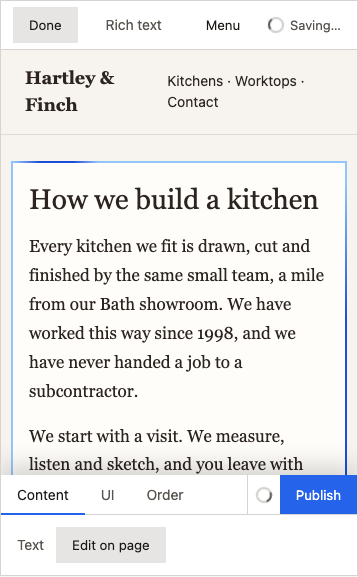 Done Rich text Menu Saving...
Hartley &
Finch
Kitchens · Worktops ·
Contact
How we build a kitchen
Every kitchen we fit is drawn, cut and
finished by the same small team, a mile
from our Bath showroom. We have
worked this way since 1998, and we
have never handed a job to a
subcontractor.
We start with a visit. We measure,
listen and sketch, and you leave with
Content UI Order Publish
Text Edit on page